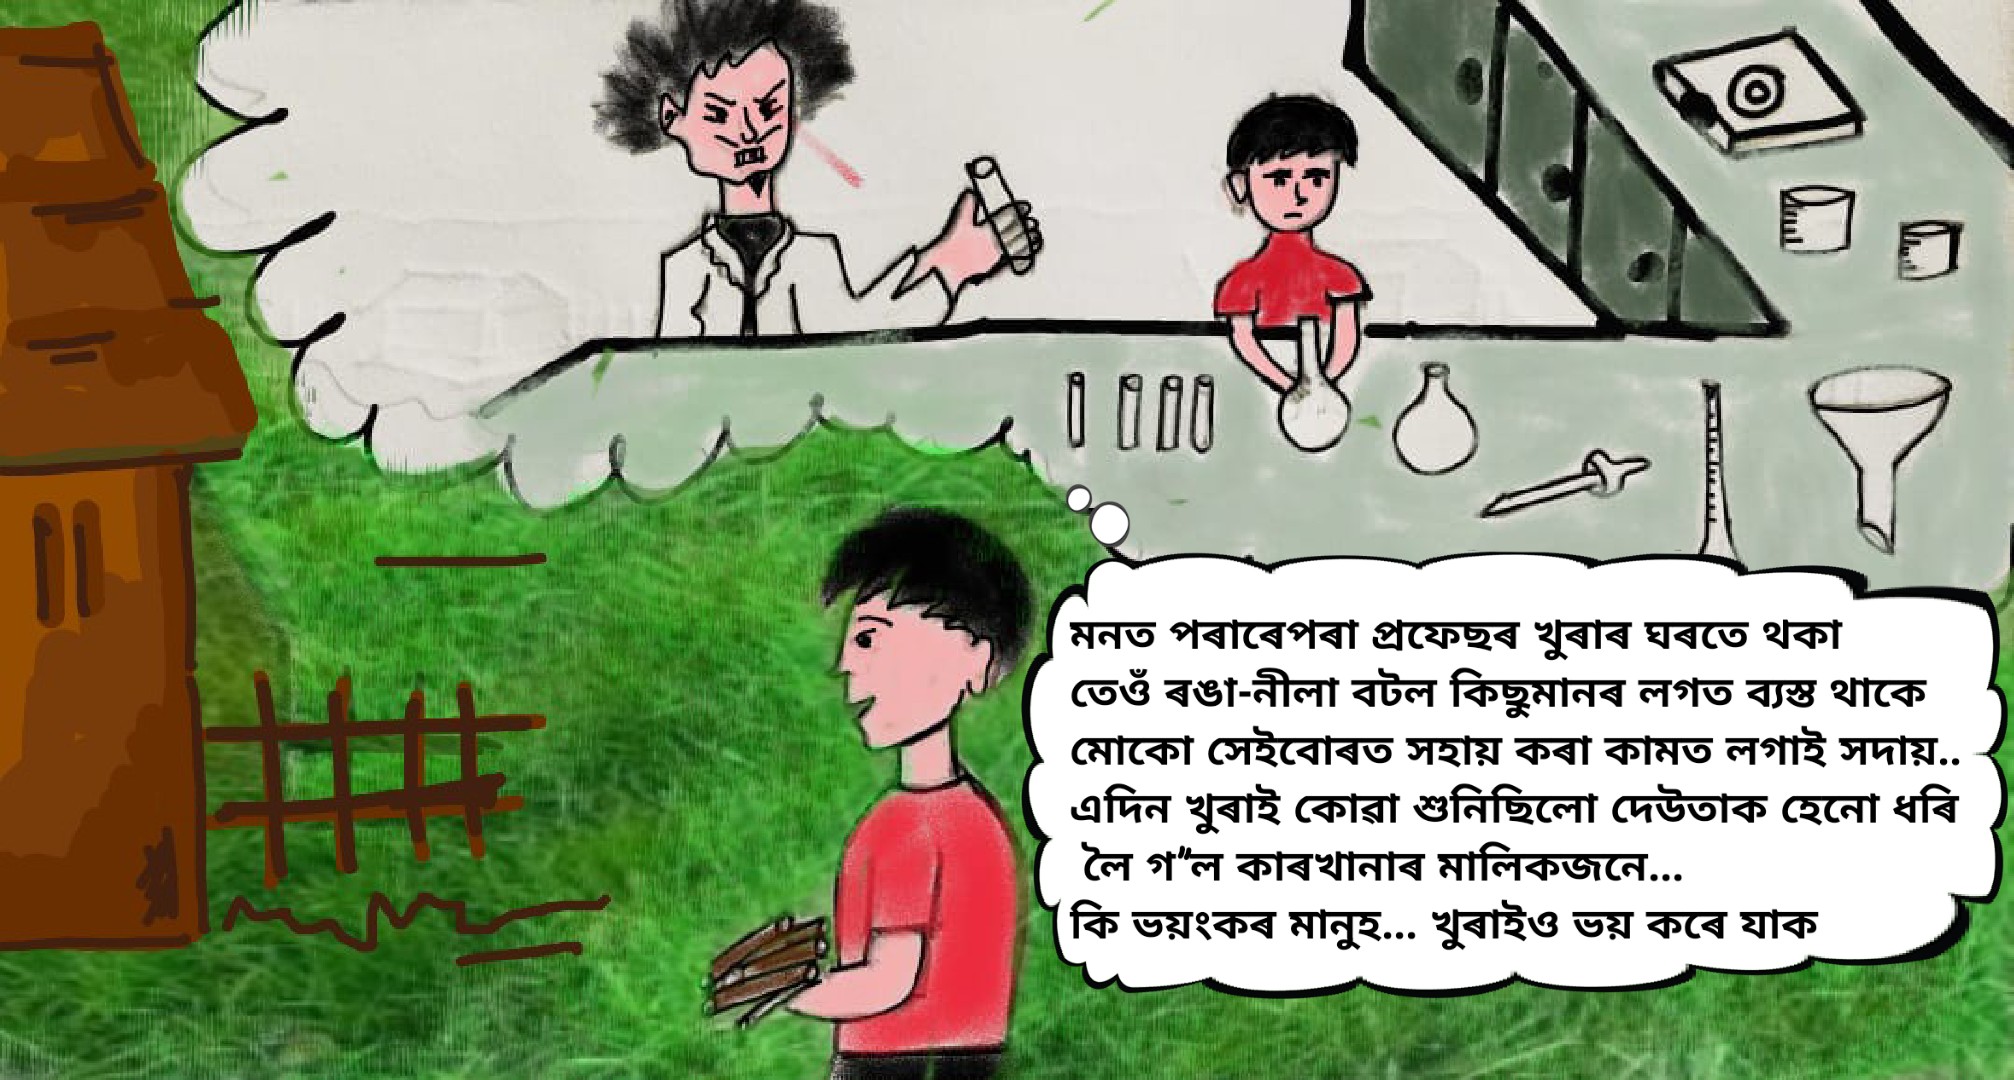 মনত পৰাৰেপৰা প্ৰফেছৰ খুৰাৰ ঘৰতে থকা
তেওঁ ৰঙা-নীলা বটল কিছুমানৰ লগত ব্যস্ত থাকে
মোকো সেইবোৰত সহায় কৰা কামত লগাই সদায়..
এদিন খুৰাই কোৱা শুনিছিলো দেউতাক হেনো ধৰি
লৈ গ"ল কাৰখানাৰ মালিকজনে...
কি ভয়ংকৰ মানুহ... খুৰাইও ভয় কৰে যাক